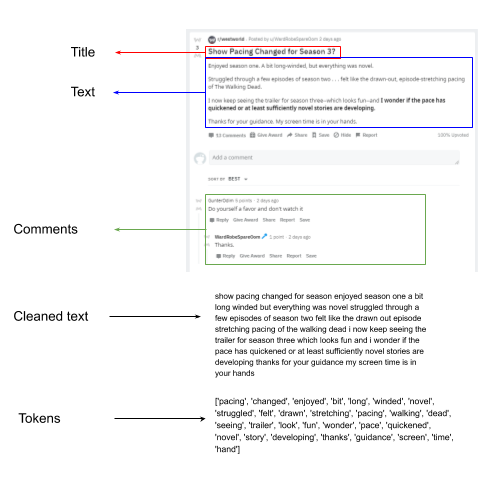 r/westworld · Posted by u/WardRobeSpareOom 2 days ago
3
Title
Show Pacing Changed for Season 3?
Enjoyed season one. A bit long-winded, but everything was novel.
Text
Struggled through a few episodes of season two . . . felt like the drawn-out, episode-stretching pacing
of The Walking Dead.
I now keep seeing the trailer for season three–which looks fun–and I wonder if the pace has
quickened or at least sufficiently novel stories are developing.
Thanks for your guidance. My screen time is in your hands.
Comments Give Award Share Save Hide Report 100% Upvoted
Add a comment
SORT BY BEST
points · 2 days ago
Do yourself a favor and don't watch it
Reply Give Award Share Report Save
Comments
WardRobeSpareOom 1 point · 2 days ago
Thanks.
Reply Give Award Share Report Save
Cleaned text
show pacing changed for season enjoyed season one a bit
long winded but everything was novel struggled through a
few episodes of season two felt like the drawn out episode
stretching pacing of the walking dead i now keep seeing the
trailer for season three which looks fun and i wonder if the
pace has quickened or at least sufficiently novel stories are
developing thanks for your guidance my screen time is in
your hands
Tokens
['pacing', 'changed', 'enjoyed', 'bit', 'long', 'winded', 'novel',
'struggled', 'felt', 'drawn', 'stretching', 'pacing', 'walking', 'dead',
'seeing', 'trailer', 'look', 'fun', 'wonder', 'pace', 'quickened',
'novel', 'story', 'developing', 'thanks', 'guidance', 'screen', 'time',
'hand']